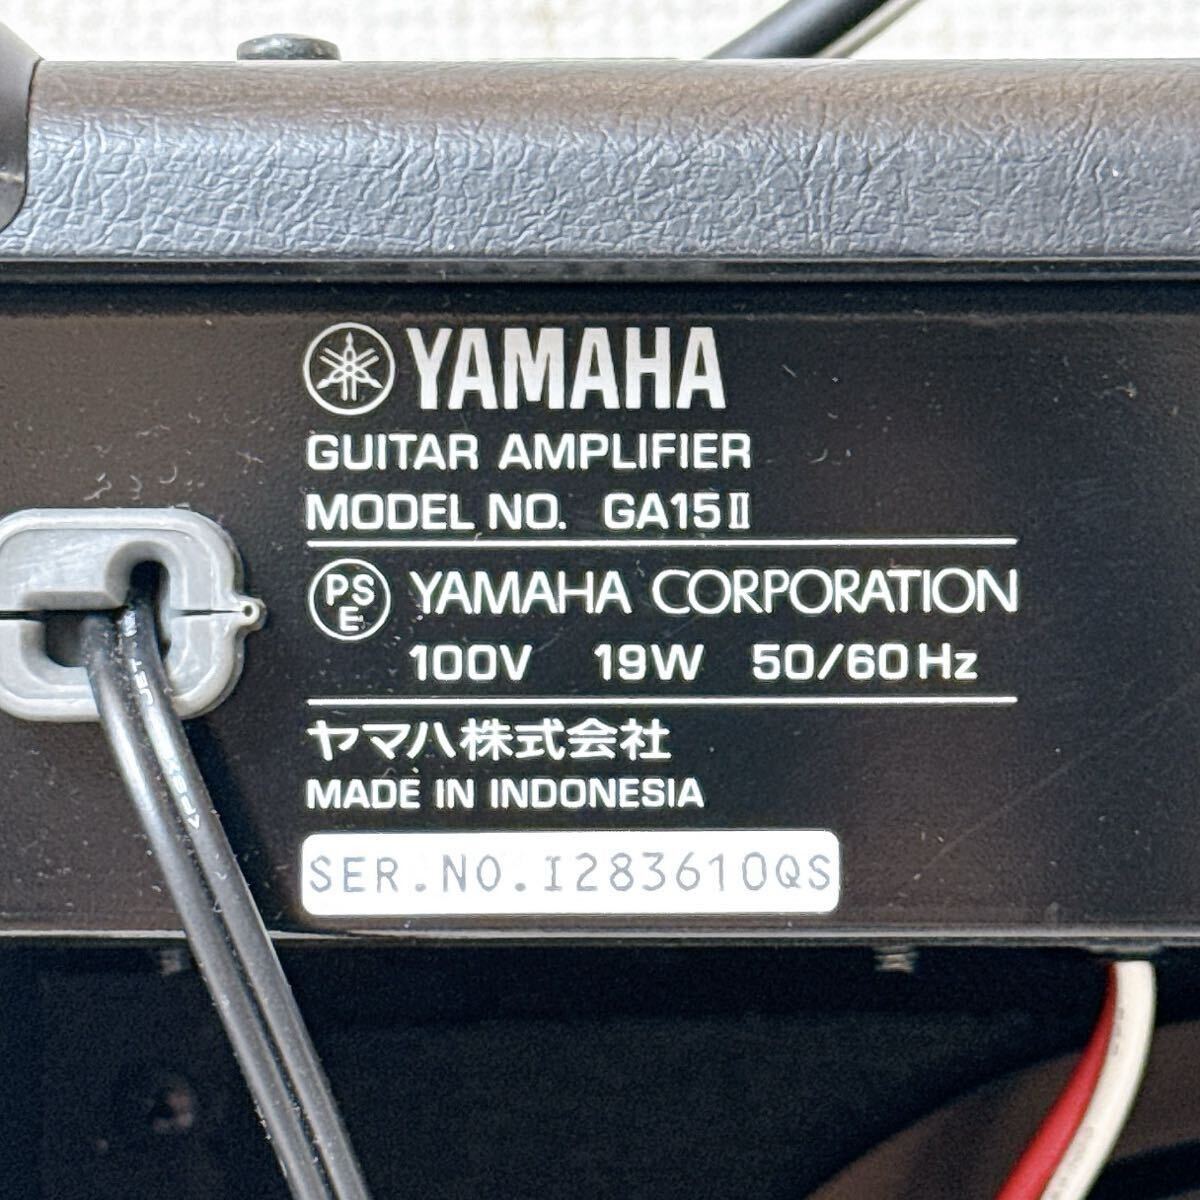 YAMAHA
GUITAR AMPLIFIER
MODEL NO. GA15Ⅱ
PSE YAMAHA CORPORATION
100V 19W 50/60Hz
ヤマハ株式会社
MADE IN INDONESIA
SER.NO.I283610QS